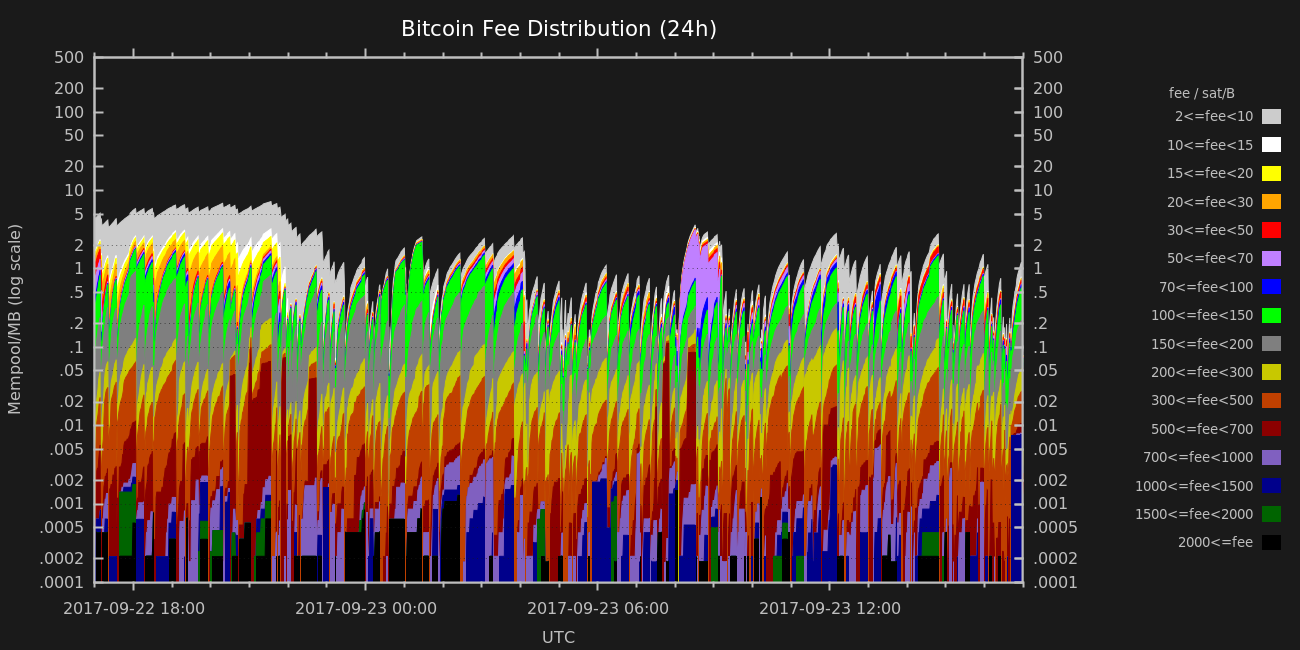 Bitcoin Fee Distribution (24h)
500
200
100
50
20
10
5
2
1
.5
.2
.1
.05
.02
.01
.005
.002
.001
.0005
.0002
.0001
Mempool/MB (log scale)
500
200
100
50
20
10
5
2
1
.5
.2
.1
.05
.02
.01
.005
.002
.001
.0005
.0002
.0001
2017-09-22 18:00
2017-09-23 00:00
2017-09-23 06:00
2017-09-23 12:00
UTC
fee / sat/B
2<=fee<10
10<=fee<15
15<=fee<20
20<=fee<30
30<=fee<50
50<=fee<70
70<=fee<100
100<=fee<150
150<=fee<200
200<=fee<300
300<=fee<500
500<=fee<700
700<=fee<1000
1000<=fee<1500
1500<=fee<2000
2000<=fee